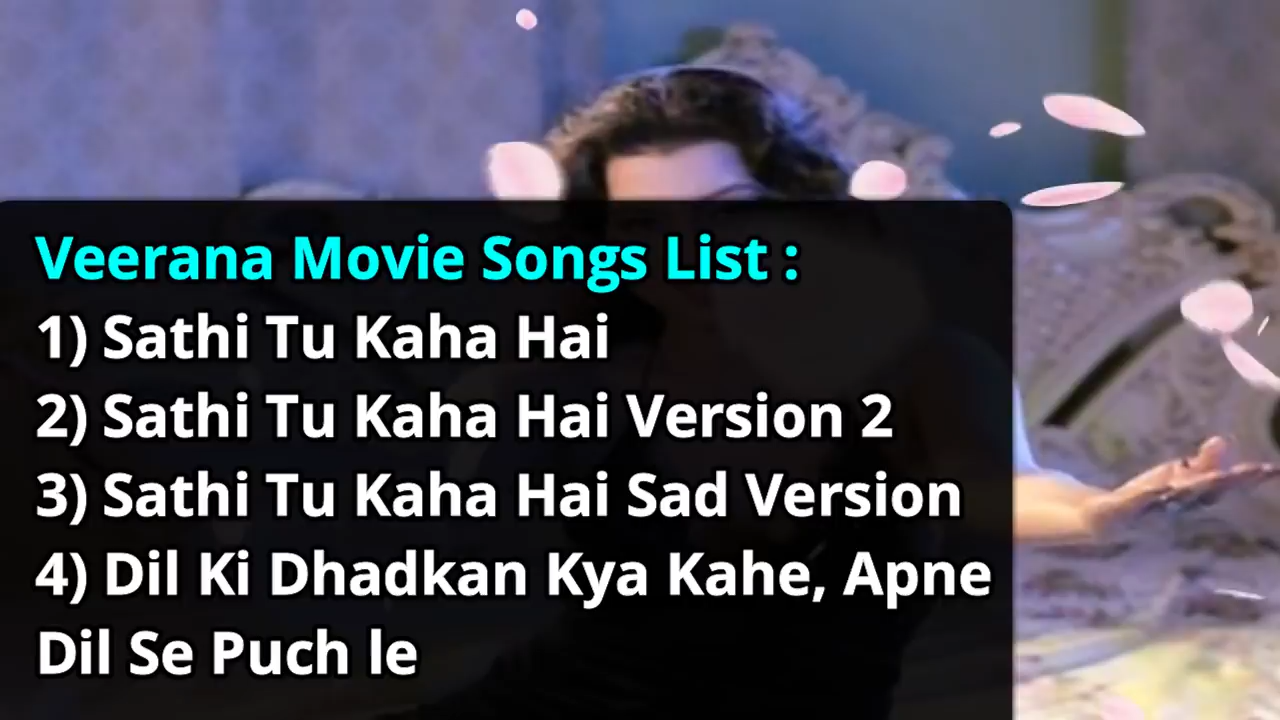 Veerana Movie Songs List :
1) Sathi Tu Kaha Hai
2) Sathi Tu Kaha Hai Version 2
3) Sathi Tu Kaha Hai Sad Version
4) Dil Ki Dhadkan Kya Kahe, Apne
Dil Se Puch le